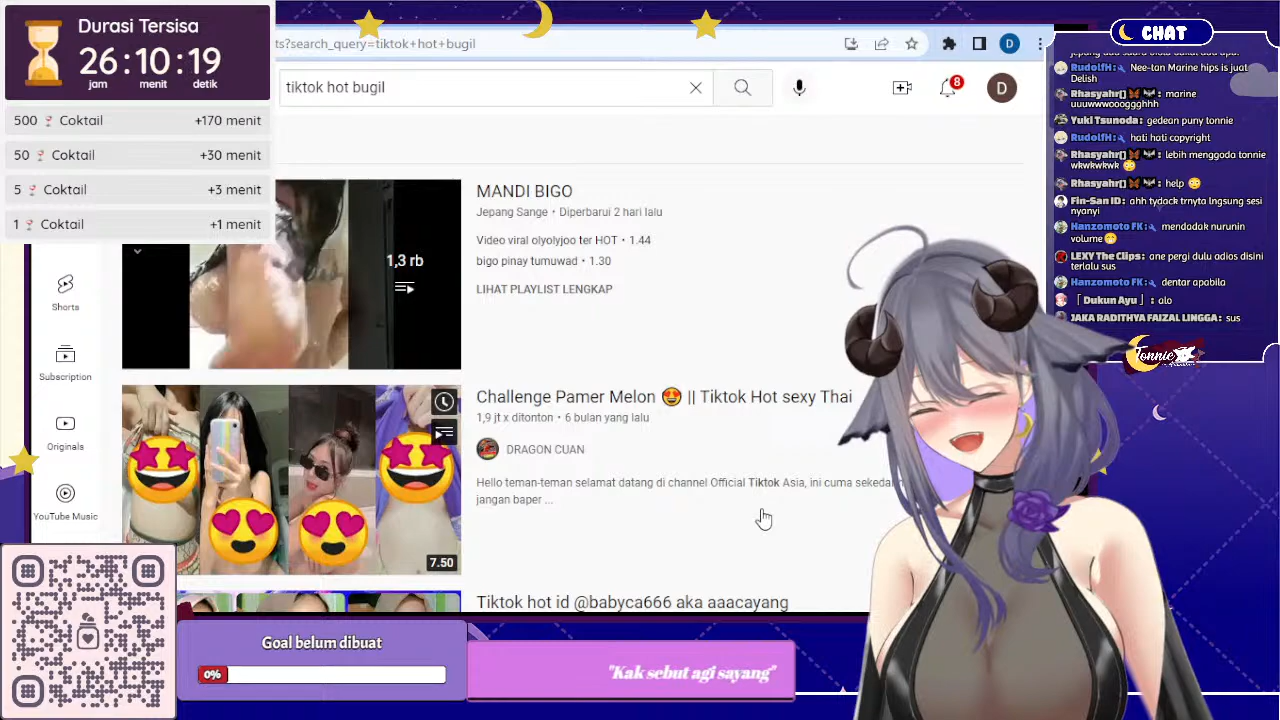 Durasi Tersisa
26:10:19
jam menit detik
500 Coktail +170 menit
50 Coktail +30 menit
5 Coktail +3 menit
1 Coktail +1 menit
ts?search_query=tiktok+hot+bugil
D
tiktok hot bugil
8
D
Shorts
Subscription
Originals
YouTube Music
1,3 rb
MANDI BIGO
Jepang Sange • Diperbarui 2 hari lalu
Video viral olyolyjoo ter HOT • 1.44
bigo pinay tumuwad • 1.30
LIHAT PLAYLIST LENGKAP
7.50
Challenge Pamer Melon 😍 || Tiktok Hot sexy Thai
1,9 jt x ditonton • 6 bulan yang lalu
DRAGON CUAN
Hello teman-teman selamat datang di channel Official Tiktok Asia, ini cuma sekedar
jangan baper ...
Tiktok hot id @babyca666 aka aaacayang
Goal belum dibuat
0%
"Kak sebut agi sayang"
CHAT
RudolfH: Nee-tan Marine hips is juat
Delish
Rhasyahr[]: marine
uuuwwwooogggghhh
Yuki Tsunoda: gedean puny tonnie
RudolfH: hati hati copyright
Rhasyahr[]: lebih menggoda tonnie
wkwkwkwk 😳
Rhasyahr[]: help 😳
Fin-San ID: ahh tydack trnyta lngsung sesi
nyanyi
Hanzomoto FK: mendadak nurunin
volume 😁
LEXY The Clips: ane pergi dulu adios disini
terlalu sus
Hanzomoto FK: dentar apabila
「 Dukun Ayu 」: alo
JAKA RADITHYA FAIZAL LINGGA: sus
Tonnie